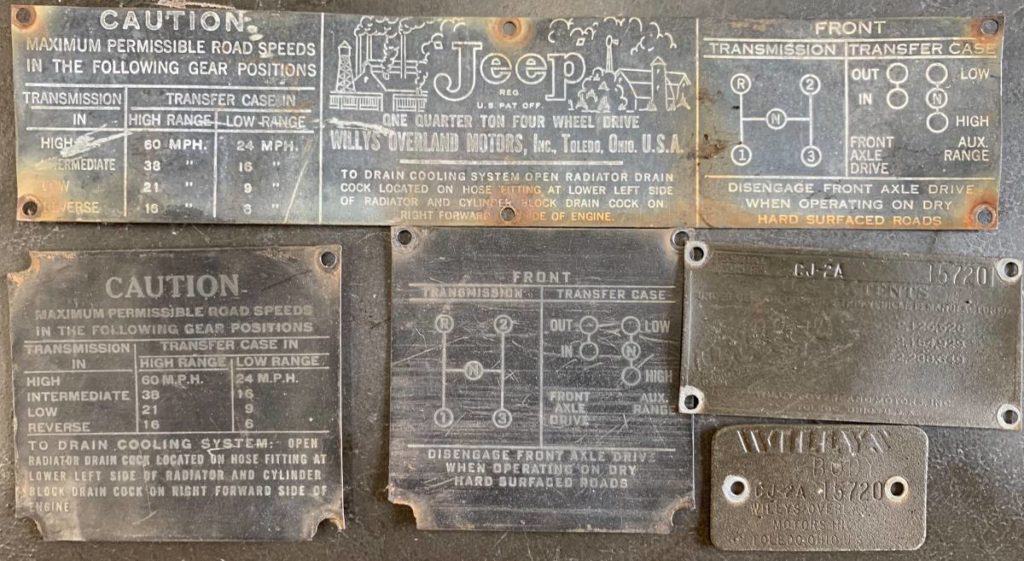 CAUTION
MAXIMUM PERMISSIBLE ROAD SPEEDS
IN THE FOLLOWING GEAR POSITIONS
TRANSMISSION TRANSFER CASE IN
IN HIGH RANGE LOW RANGE
HIGH 60 MPH. 24 MPH.
INTERMEDIATE 38 " 16 "
LOW 21 " 9 "
REVERSE 16 " 6 "
"Jeep"
REG
U.S. PAT. OFF.
ONE QUARTER TON FOUR WHEEL DRIVE
WILLYS OVERLAND MOTORS, INC., TOLEDO, OHIO. U.S.A.
TO DRAIN COOLING SYSTEM OPEN RADIATOR DRAIN
COCK LOCATED ON HOSE FITTING AT LOWER LEFT SIDE
OF RADIATOR AND CYLINDER BLOCK DRAIN COCK ON
RIGHT FORWARD SIDE OF ENGINE.
FRONT
TRANSMISSION TRANSFER CASE
R 2 OUT LOW
N IN N
HIGH
1 3 FRONT AUX.
AXLE RANGE
DRIVE
DISENGAGE FRONT AXLE DRIVE
WHEN OPERATING ON DRY
HARD SURFACED ROADS
CAUTION
MAXIMUM PERMISSIBLE ROAD SPEEDS
IN THE FOLLOWING GEAR POSITIONS
TRANSMISSION TRANSFER CASE IN
IN HIGH RANGE LOW RANGE
HIGH 60 M.P.H. 24 M.P.H.
INTERMEDIATE 38 16
LOW 21 9
REVERSE 16 6
TO DRAIN COOLING SYSTEM: OPEN
RADIATOR DRAIN COCK LOCATED ON HOSE FITTING AT
LOWER LEFT SIDE OF RADIATOR AND CYLINDER
BLOCK DRAIN COCK ON RIGHT FORWARD SIDE OF
ENGINE
FRONT
TRANSMISSION TRANSFER CASE
R 2 OUT LOW
N IN N
HIGH
1 3 FRONT AUX.
AXLE RANGE
DRIVE
DISENGAGE FRONT AXLE DRIVE
WHEN OPERATING ON DRY
HARD SURFACED ROADS
CJ-2A 157201
PATENTS
WILLYS
CJ-2A 15720
WILLYS OVERLAND
MOTORS INC
TOLEDO OHIO U.S.